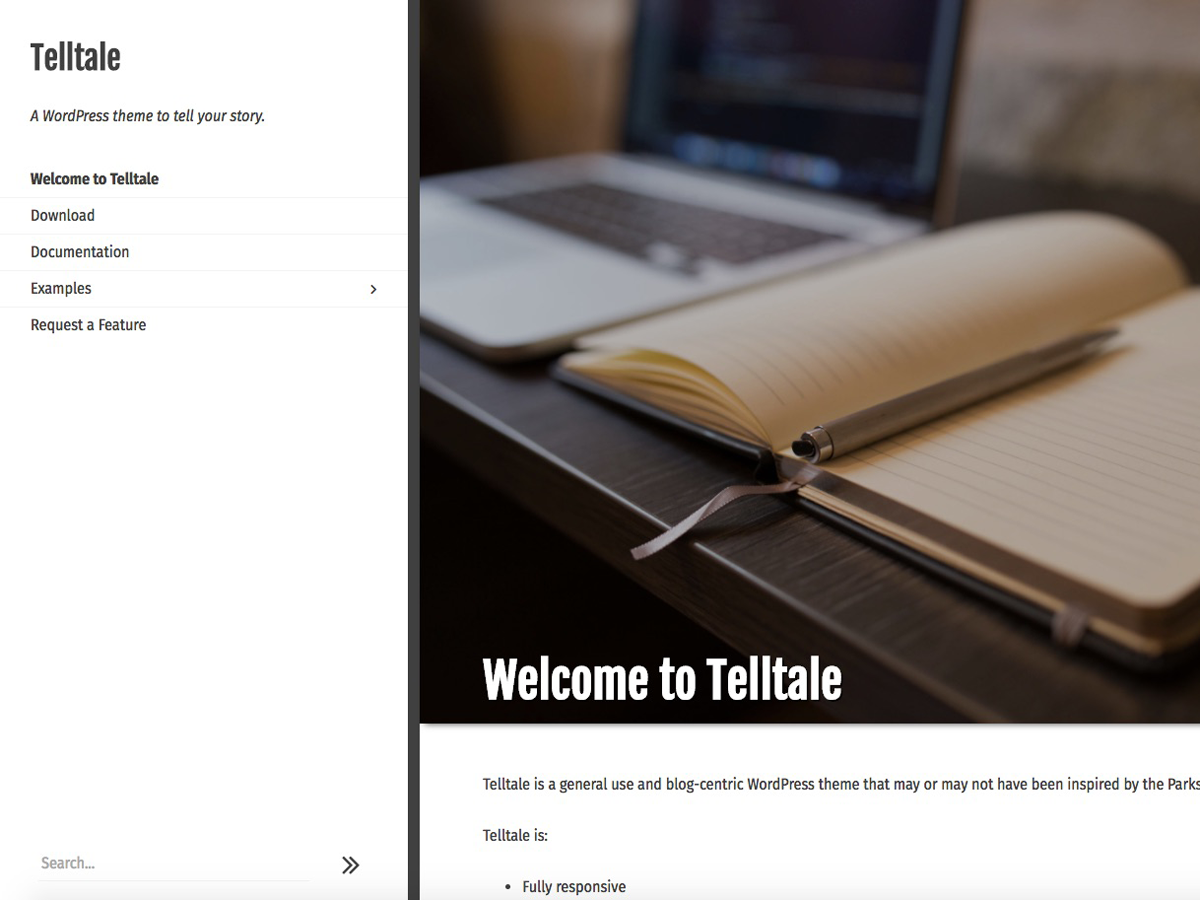 Telltale
A WordPress theme to tell your story.
Welcome to Telltale
Download
Documentation
Examples
Request a Feature
Search...
Welcome to Telltale
Telltale is a general use and blog-centric WordPress theme that may or may not have been inspired by the Parks
Telltale is:
• Fully responsive